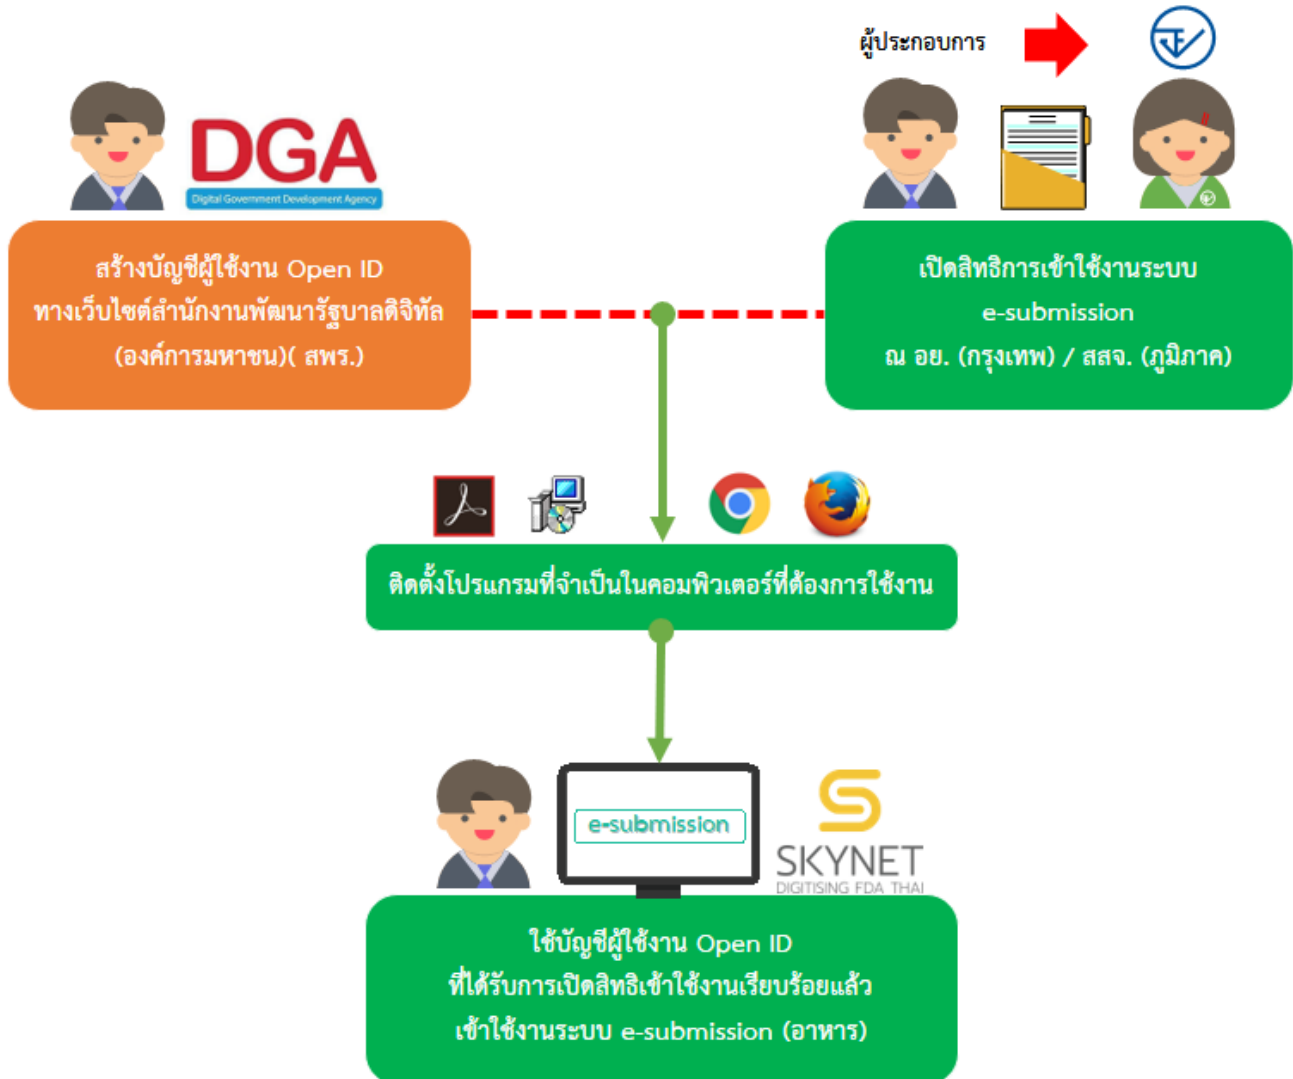 ผู้ประกอบการ
DGA
Digital Government Development Agency
สร้างบัญชีผู้ใช้งาน Open ID
ทางเว็บไซต์สำนักงานพัฒนารัฐบาลดิจิทัล
(องค์การมหาชน)( สพร.)
เปิดสิทธิการเข้าใช้งานระบบ
e-submission
ณ อย. (กรุงเทพ) / สสจ. (ภูมิภาค)
ติดตั้งโปรแกรมที่จำเป็นในคอมพิวเตอร์ที่ต้องการใช้งาน
e-submission
SKYNET
DIGITISING FDA THAI
ใช้บัญชีผู้ใช้งาน Open ID
ที่ได้รับการเปิดสิทธิเข้าใช้งานเรียบร้อยแล้ว
เข้าใช้งานระบบ e-submission (อาหาร)